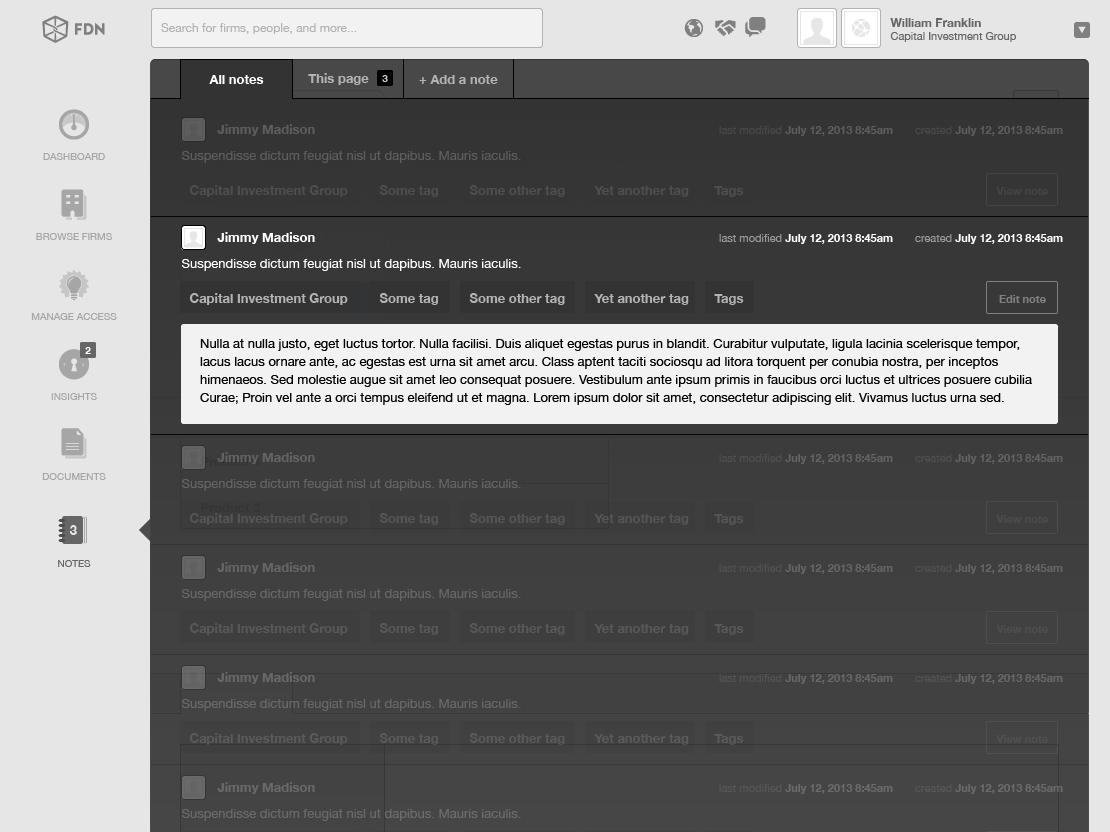 FDN
Search for firms, people, and more...
William Franklin
Capital Investment Group
All notes
This page 3
+ Add a note
DASHBOARD
BROWSE FIRMS
MANAGE ACCESS
2
INSIGHTS
DOCUMENTS
3
NOTES
Jimmy Madison last modified July 12, 2013 8:45am created July 12, 2013 8:45am
Suspendisse dictum feugiat nisl ut dapibus. Mauris iaculis.
Capital Investment Group Some tag Some other tag Yet another tag Tags View note
Jimmy Madison last modified July 12, 2013 8:45am created July 12, 2013 8:45am
Suspendisse dictum feugiat nisl ut dapibus. Mauris iaculis.
Capital Investment Group Some tag Some other tag Yet another tag Tags Edit note
Nulla at nulla justo, eget luctus tortor. Nulla facilisi. Duis aliquet egestas purus in blandit. Curabitur vulputate, ligula lacinia scelerisque tempor,
lacus lacus ornare ante, ac egestas est urna sit amet arcu. Class aptent taciti sociosqu ad litora torquent per conubia nostra, per inceptos
himenaeos. Sed molestie augue sit amet leo consequat posuere. Vestibulum ante ipsum primis in faucibus orci luctus et ultrices posuere cubilia
Curae; Proin vel ante a orci tempus eleifend ut et magna. Lorem ipsum dolor sit amet, consectetur adipiscing elit. Vivamus luctus urna sed.
Jimmy Madison last modified July 12, 2013 8:45am created July 12, 2013 8:45am
Suspendisse dictum feugiat nisl ut dapibus. Mauris iaculis.
Capital Investment Group Some tag Some other tag Yet another tag Tags View note
Jimmy Madison last modified July 12, 2013 8:45am created July 12, 2013 8:45am
Suspendisse dictum feugiat nisl ut dapibus. Mauris iaculis.
Capital Investment Group Some tag Some other tag Yet another tag Tags View note
Jimmy Madison last modified July 12, 2013 8:45am created July 12, 2013 8:45am
Suspendisse dictum feugiat nisl ut dapibus. Mauris iaculis.
Capital Investment Group Some tag Some other tag Yet another tag Tags View note
Jimmy Madison last modified July 12, 2013 8:45am created July 12, 2013 8:45am
Suspendisse dictum feugiat nisl ut dapibus. Mauris iaculis.